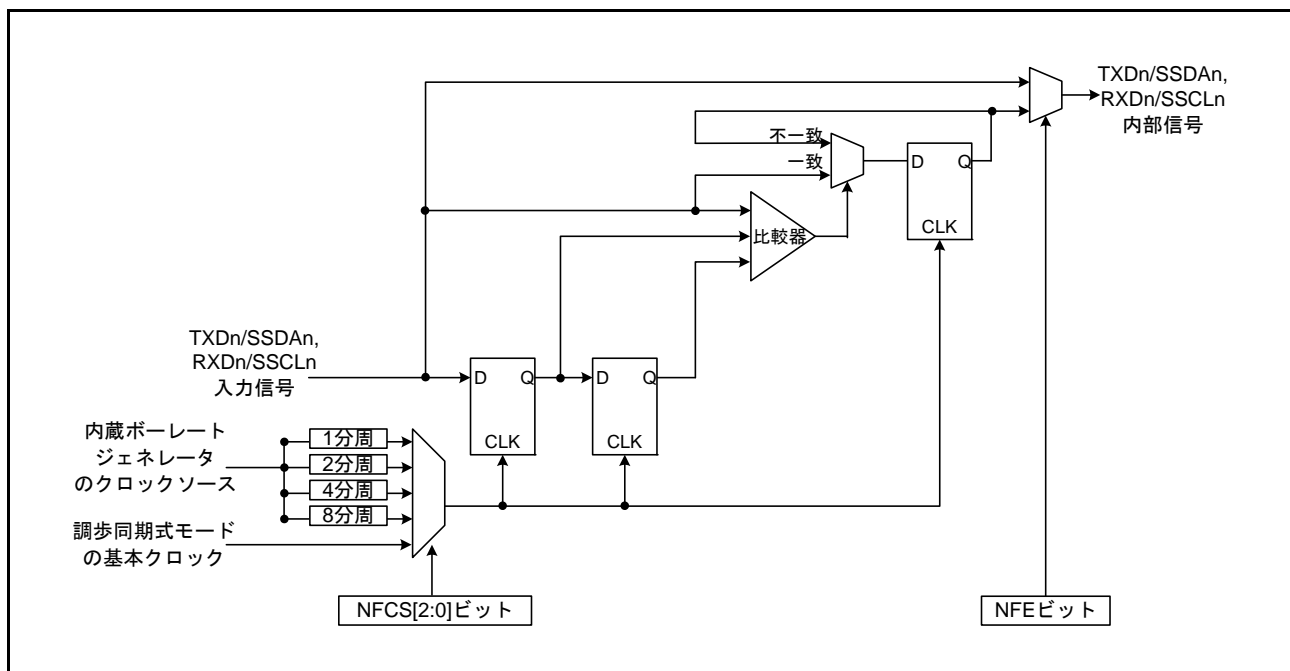 TXDn/SSDAn,
RXDn/SSCLn
内部信号
不一致
一致
D
Q
CLK
比較器
TXDn/SSDAn,
RXDn/SSCLn
入力信号
D
Q
CLK
D
Q
CLK
内蔵ボーレート
ジェネレータ
のクロックソース
1分周
2分周
4分周
8分周
調歩同期式モード
の基本クロック
NFCS[2:0]ビット
NFEビット